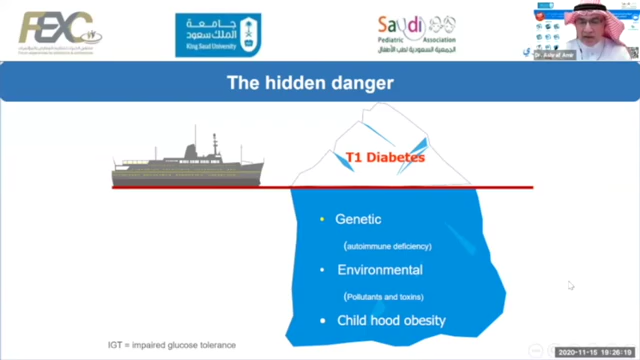 FEXC
جامعة
الملك سعود
King Saud University
Saudi
Pediatric Association
الجمعية السعودية لطب الأطفال
The hidden danger
T1 Diabetes
• Genetic
(autoimmune deficiency)
• Environmental
(Pollutants and toxins)
• Child hood obesity
IGT = impaired glucose tolerance
2020-11-15 19:26:19